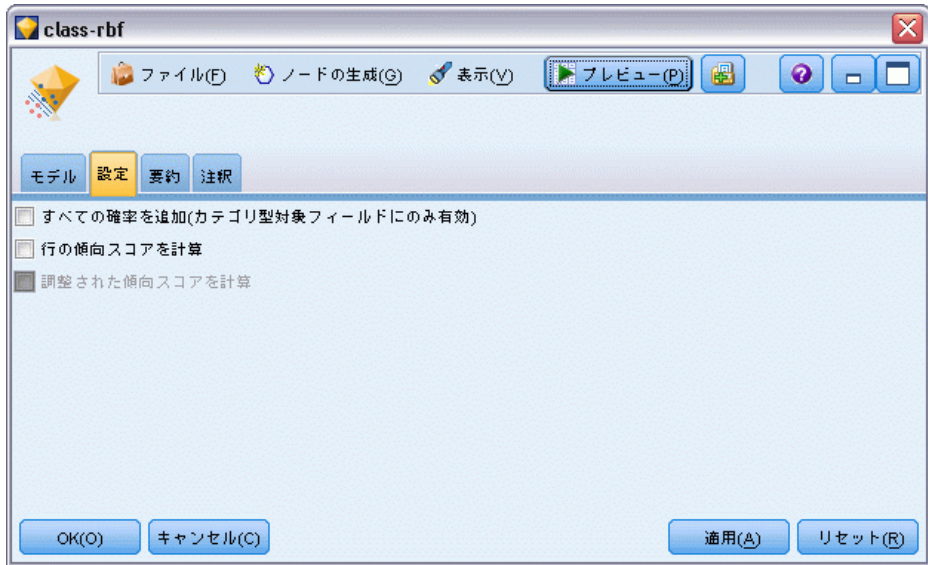 class-rbf
ファイル(F) ノードの生成(G) 表示(V) プレビュー(P)
モデル 設定 要約 注釈
すべての確率を追加(カテゴリ型対象フィールドにのみ有効)
行の傾向スコアを計算
調整された傾向スコアを計算
OK(O) キャンセル(C) 適用(A) リセット(R)